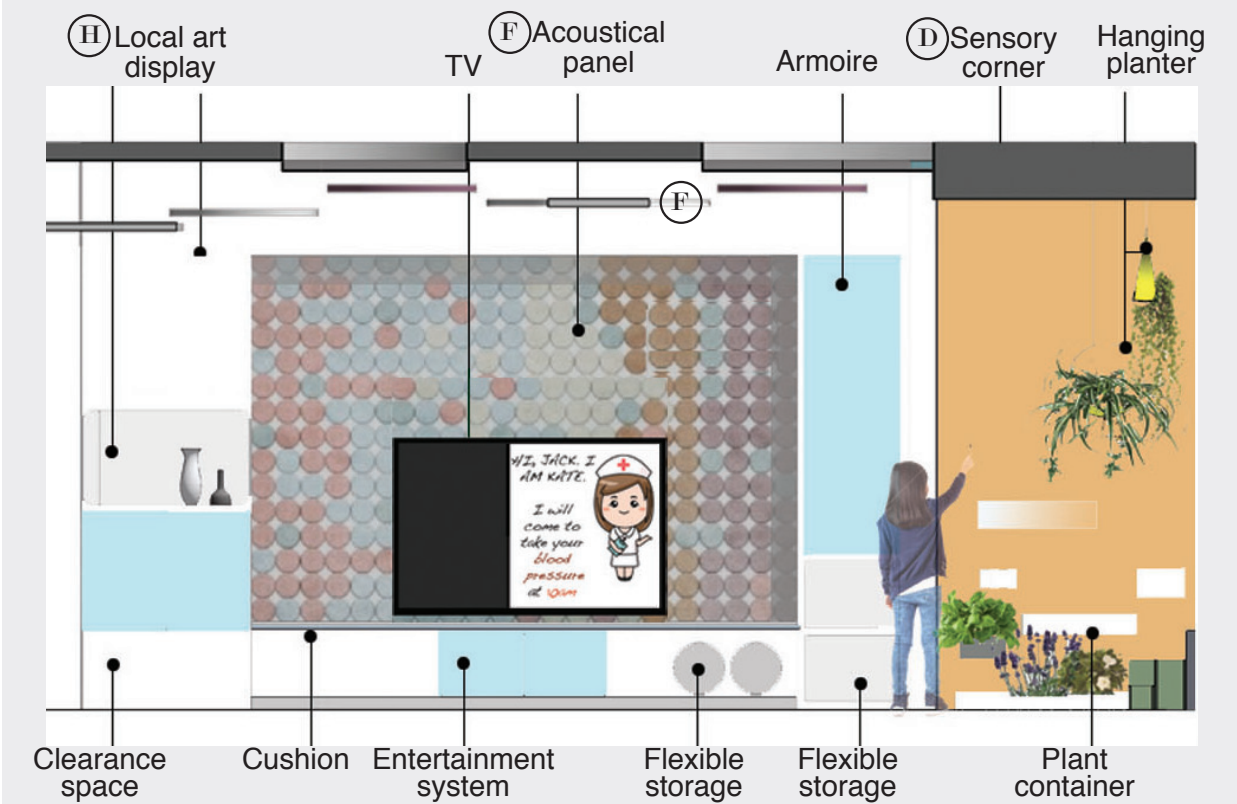 H Local art
display
TV
F Acoustical
panel
Armoire
D Sensory
corner
Hanging
planter
F
HI, JACK. I
AM KATE.
I will
come to
take your
blood
pressure
at 10am
Clearance
space
Cushion
Entertainment
system
Flexible
storage
Flexible
storage
Plant
container